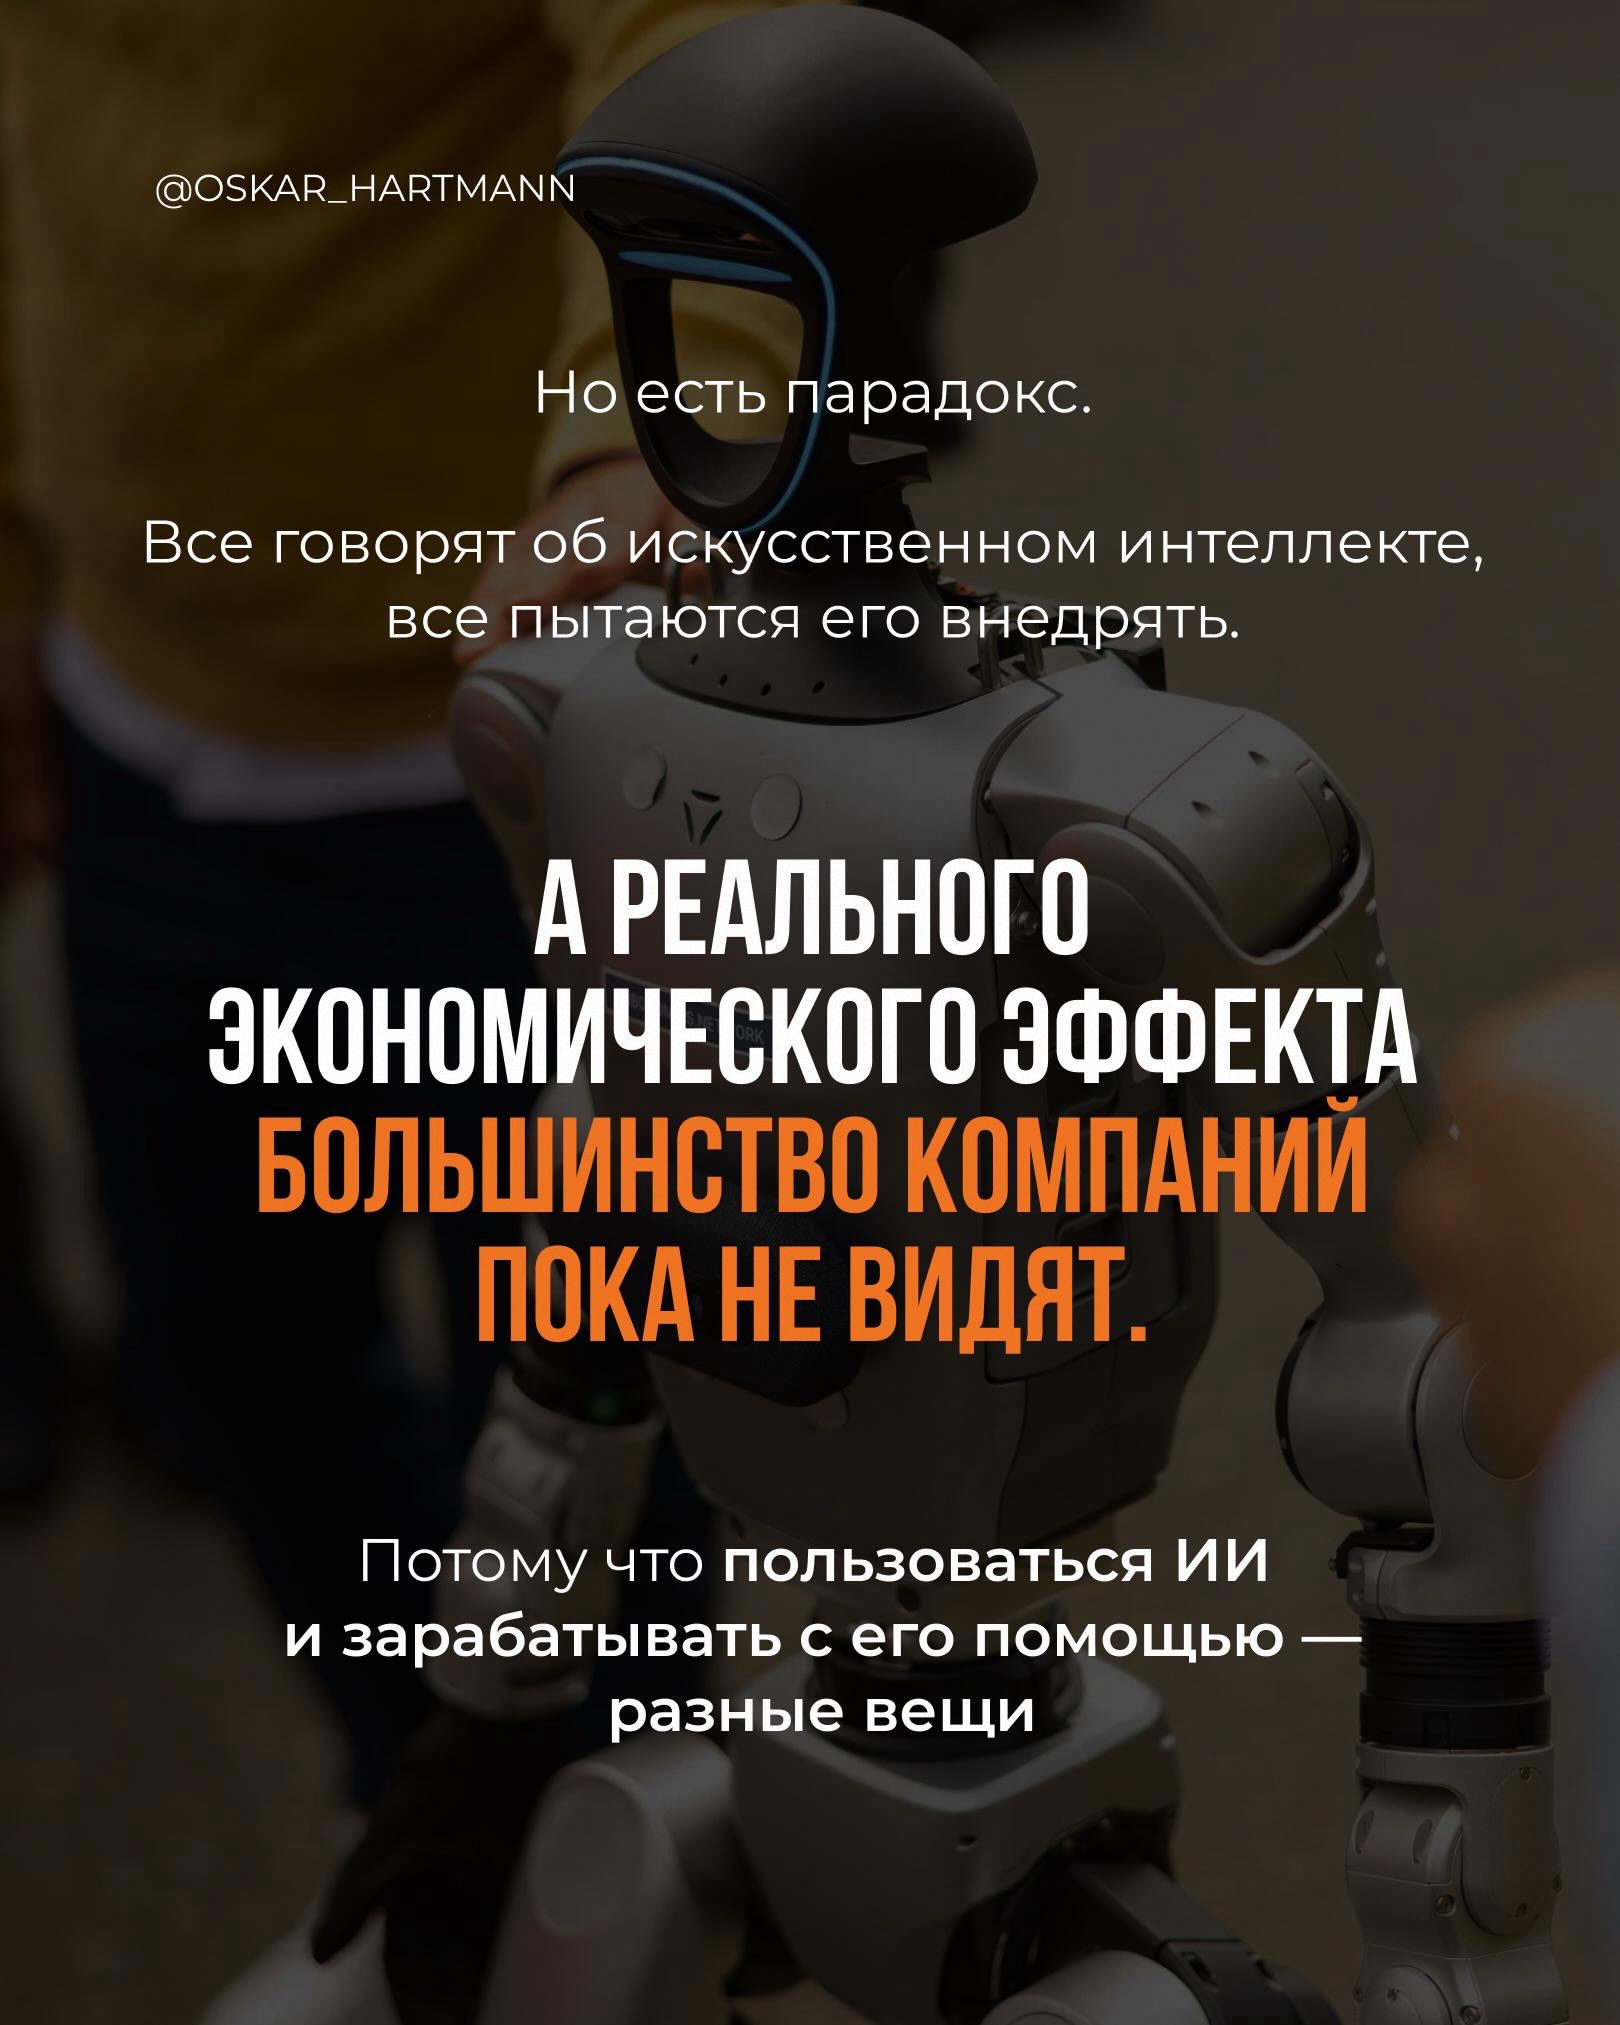 @OSKAR_HARTMANN
Но есть парадокс.
Все говорят об искусственном интеллекте,
все пытаются его внедрять.
А РЕАЛЬНОГО
ЭКОНОМИЧЕСКОГО ЭФФЕКТА
БОЛЬШИНСТВО КОМПАНИЙ
ПОКА НЕ ВИДЯТ.
Потому что пользоваться ИИ
и зарабатывать с его помощью —
разные вещи